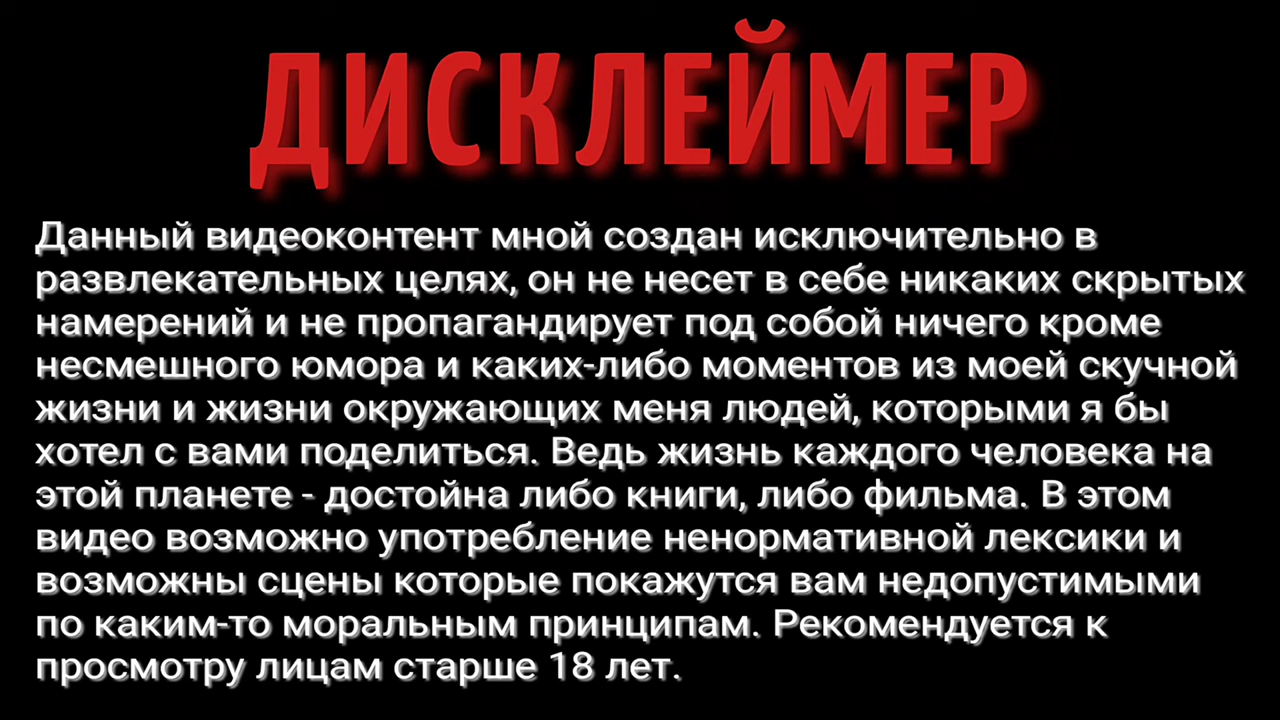 ДИСКЛЕЙМЕР
Данный видеоконтент мной создан исключительно в
развлекательных целях, он не несет в себе никаких скрытых
намерений и не пропагандирует под собой ничего кроме
несмешного юмора и каких-либо моментов из моей скучной
жизни и жизни окружающих меня людей, которыми я бы
хотел с вами поделиться. Ведь жизнь каждого человека на
этой планете - достойна либо книги, либо фильма. В этом
видео возможно употребление ненормативной лексики и
возможны сцены которые покажутся вам недопустимыми
по каким-то моральным принципам. Рекомендуется к
просмотру лицам старше 18 лет.